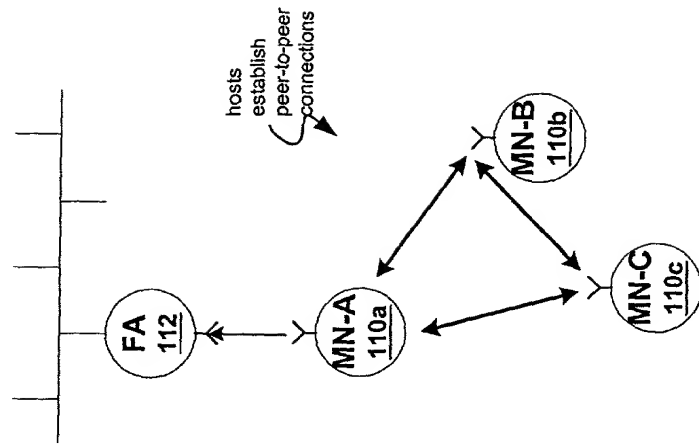 hosts
establish
peer-to-peer
connections
FA
112
MN-A
110a
MN-B
110b
MN-C
110c